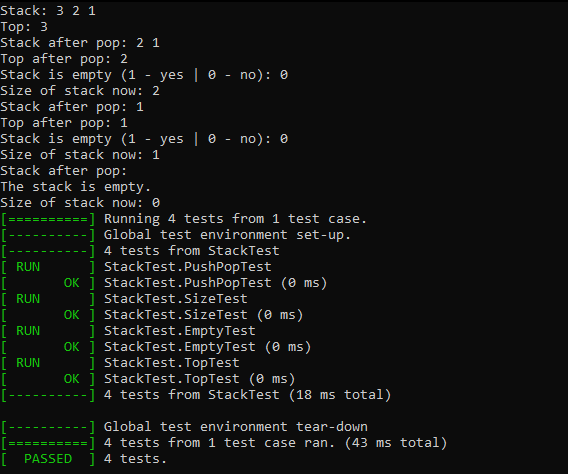 Stack: 3 2 1
Top: 3
Stack after pop: 2 1
Top after pop: 2
Stack is empty (1 - yes | 0 - no): 0
Size of stack now: 2
Stack after pop: 1
Top after pop: 1
Stack is empty (1 - yes | 0 - no): 0
Size of stack now: 1
Stack after pop:
The stack is empty.
Size of stack now: 0
[==========] Running 4 tests from 1 test case.
[----------] Global test environment set-up.
[----------] 4 tests from StackTest
[ RUN      ] StackTest.PushPopTest
[       OK ] StackTest.PushPopTest (0 ms)
[ RUN      ] StackTest.SizeTest
[       OK ] StackTest.SizeTest (0 ms)
[ RUN      ] StackTest.EmptyTest
[       OK ] StackTest.EmptyTest (0 ms)
[ RUN      ] StackTest.TopTest
[       OK ] StackTest.TopTest (0 ms)
[----------] 4 tests from StackTest (18 ms total)

[----------] Global test environment tear-down
[==========] 4 tests from 1 test case ran. (43 ms total)
[  PASSED  ] 4 tests.